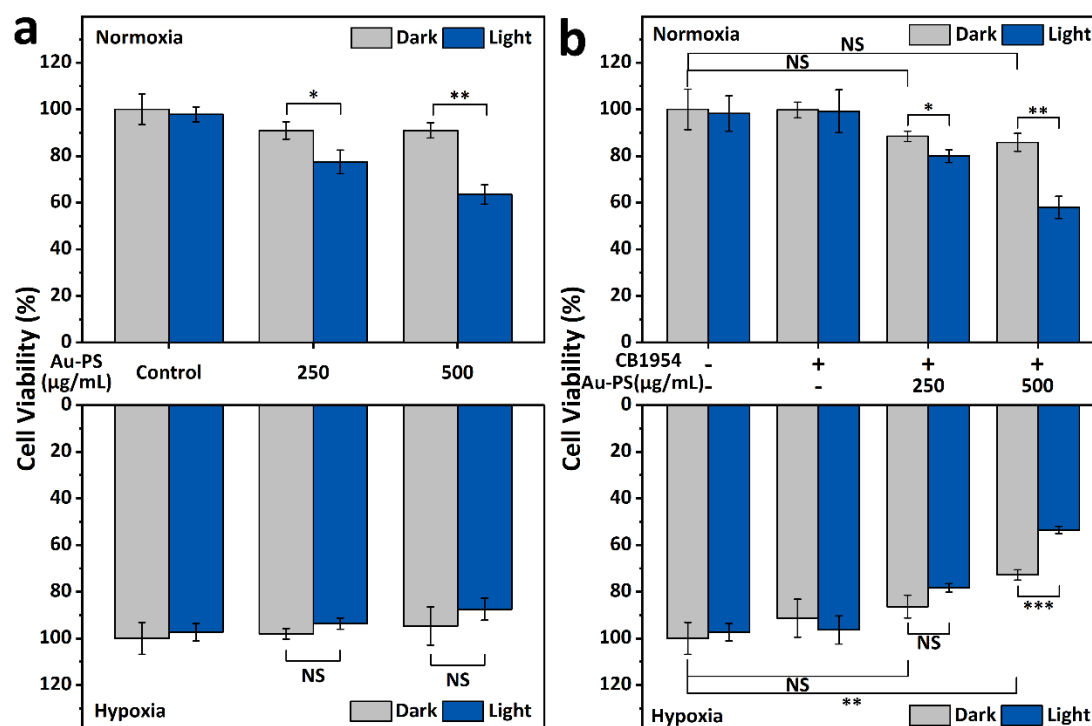 a
Normoxia
Dark
Light
120
100
80
60
40
20
0
*
**
Cell Viability (%)
Au-PS
(µg/mL)
Control
250
500
0
20
40
60
80
100
120
NS
NS
Hypoxia
Dark
Light
b
Normoxia
Dark
Light
NS
NS
120
100
80
60
40
20
0
*
**
Cell Viability (%)
CB1954 - + + +
Au-PS(µg/mL) - - 250 500
0
20
40
60
80
100
120
***
NS
NS
**
Hypoxia
Dark
Light